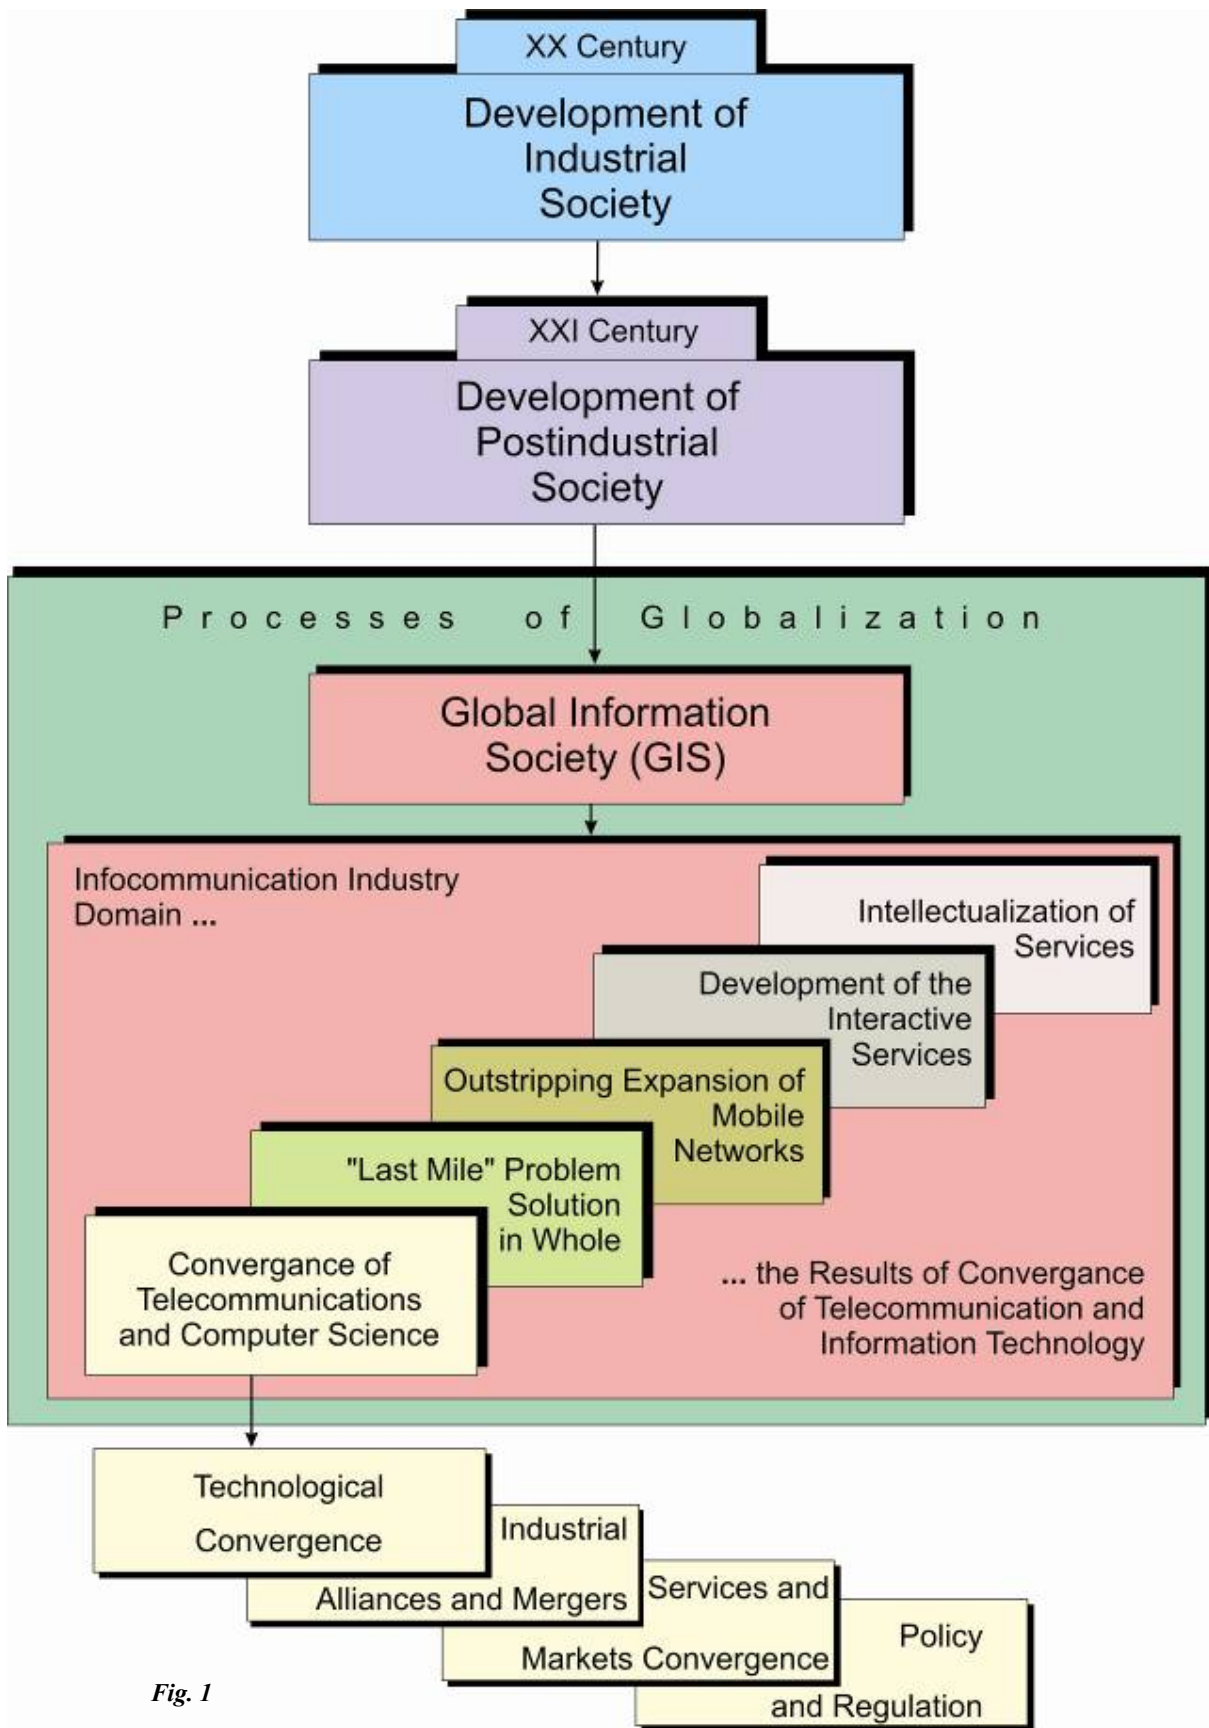 XX Century
Development of
Industrial
Society
XXI Century
Development of
Postindustrial
Society
Processes of Globalization
Global Information
Society (GIS)
Infocommunication Industry
Domain ...
Intellectualization of
Services
Development of the
Interactive
Services
Outstripping Expansion of
Mobile
Networks
"Last Mile" Problem
Solution
in Whole
Convergance of
Telecommunications
and Computer Science
... the Results of Convergance
of Telecommunication and
Information Technology
Technological
Convergence
Industrial
Alliances and Mergers
Services and
Markets Convergence
Policy
and Regulation
Fig. 1